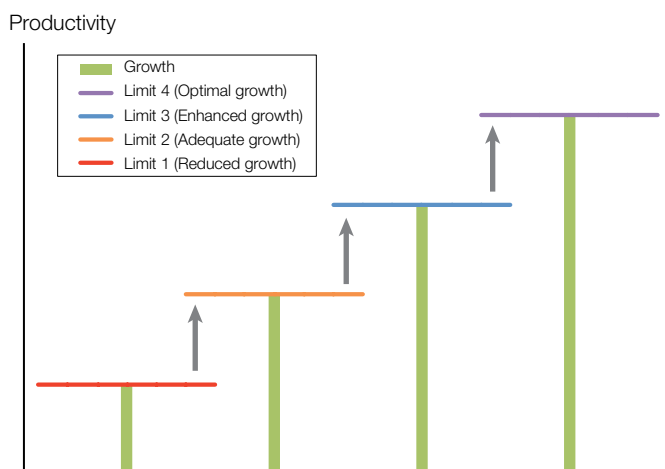 Productivity
Growth
Limit 4 (Optimal growth)
Limit 3 (Enhanced growth)
Limit 2 (Adequate growth)
Limit 1 (Reduced growth)